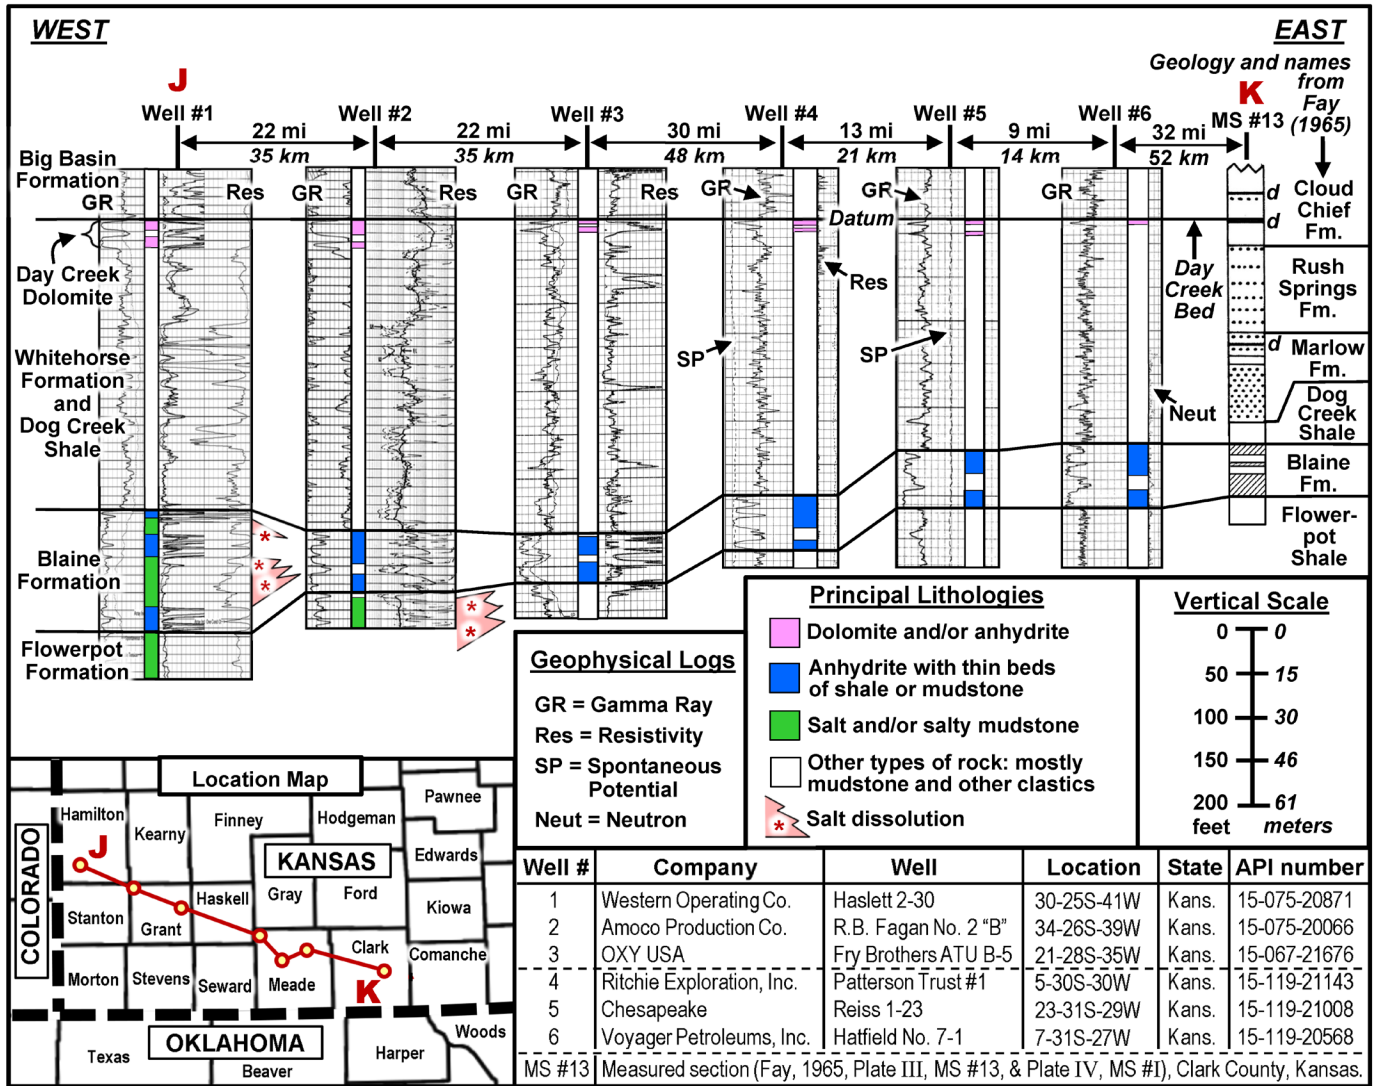 WEST
EAST
Geology and names
from
Fay
(1965)
J
K
Well #1
Well #2
Well #3
Well #4
Well #5
Well #6
MS #13
22 mi
35 km
22 mi
35 km
30 mi
48 km
13 mi
21 km
9 mi
14 km
32 mi
52 km
Big Basin
Formation
GR
Res
GR
Res
GR
Res
GR
GR
GR
Datum
Day Creek
Dolomite
Res
SP
SP
Neut
Day
Creek
Bed
d
d
d
Cloud
Chief
Fm.
Rush
Springs
Fm.
Marlow
Fm.
Dog
Creek
Shale
Blaine
Fm.
Flower-
pot
Shale
Whitehorse
Formation
and
Dog Creek
Shale
Blaine
Formation
Flowerpot
Formation
*
*
*
*
*
Geophysical Logs
GR = Gamma Ray
Res = Resistivity
SP = Spontaneous
Potential
Neut = Neutron
Principal Lithologies
Dolomite and/or anhydrite
Anhydrite with thin beds
of shale or mudstone
Salt and/or salty mudstone
Other types of rock: mostly
mudstone and other clastics
* Salt dissolution
Vertical Scale
0 0
50 15
100 30
150 46
200 61
feet meters
Location Map
COLORADO
KANSAS
OKLAHOMA
Hamilton
Kearny
Finney
Hodgeman
Pawnee
Edwards
Stanton
Grant
Haskell
Gray
Ford
Kiowa
Morton
Stevens
Seward
Meade
Clark
Comanche
J
K
Texas
Beaver
Harper
Woods
Well # Company Well Location State API number
1 Western Operating Co. Haslett 2-30 30-25S-41W Kans. 15-075-20871
2 Amoco Production Co. R.B. Fagan No. 2 “B” 34-26S-39W Kans. 15-075-20066
3 OXY USA Fry Brothers ATU B-5 21-28S-35W Kans. 15-067-21676
4 Ritchie Exploration, Inc. Patterson Trust #1 5-30S-30W Kans. 15-119-21143
5 Chesapeake Reiss 1-23 23-31S-29W Kans. 15-119-21008
6 Voyager Petroleums, Inc. Hatfield No. 7-1 7-31S-27W Kans. 15-119-20568
MS #13 Measured section (Fay, 1965, Plate III, MS #13, & Plate IV, MS #I), Clark County, Kansas.